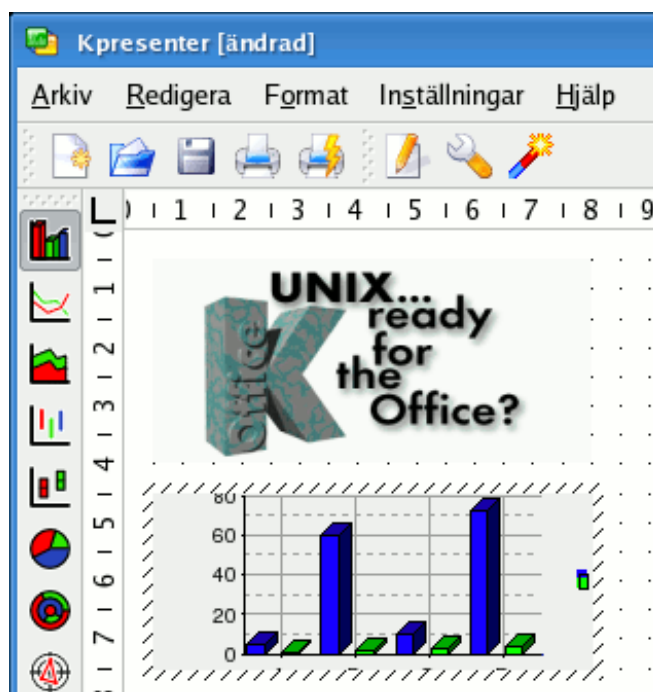 Kpresenter [ändrad]
Arkiv Redigera Format Inställningar Hjälp
1 2 3 4 5 6 7 8 9
1
2
3
4
5
6
7
UNIX...
ready
for
the
Office?
Office
80
60
40
20
0